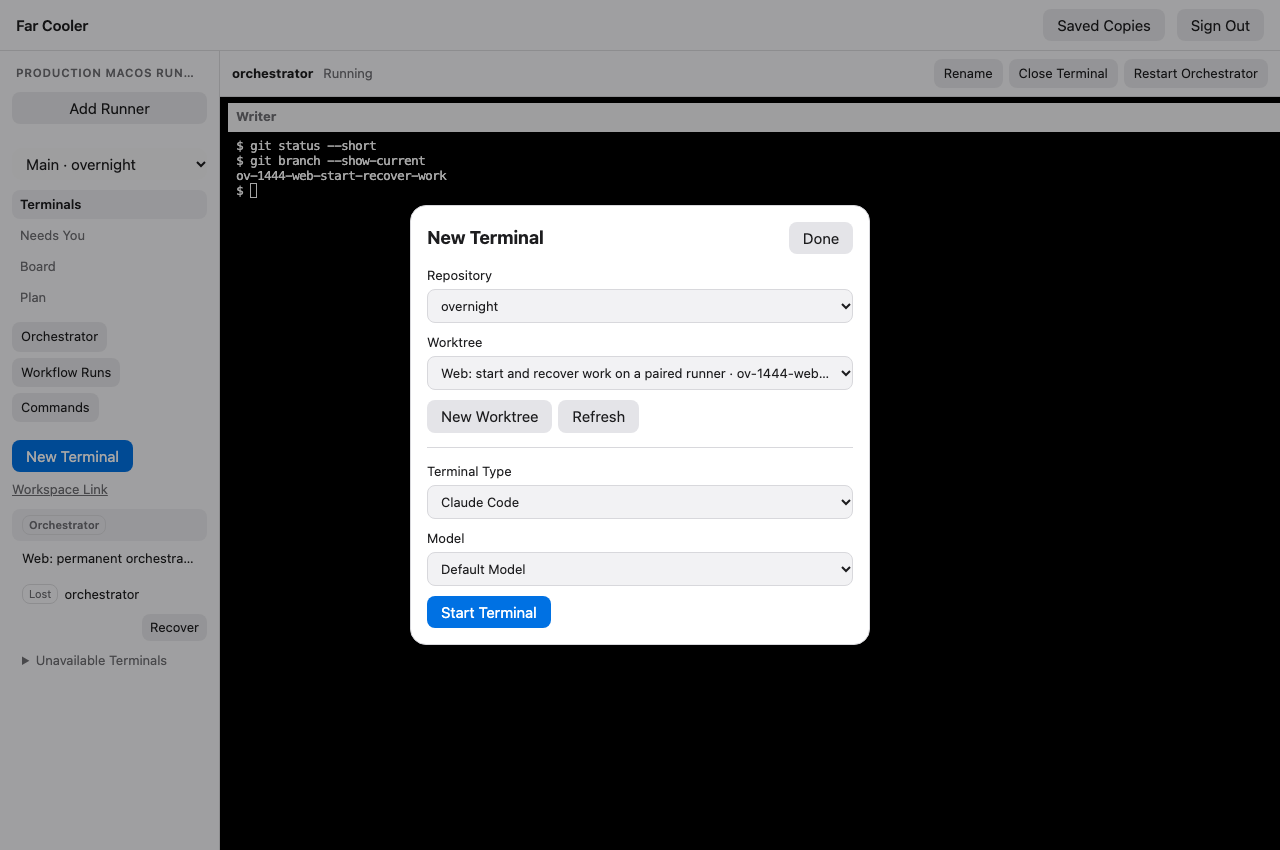 Far Cooler
Saved Copies
Sign Out
PRODUCTION MACOS RUN…
Add Runner
Main · overnight
Terminals
Needs You
Board
Plan
Orchestrator
Workflow Runs
Commands
New Terminal
Workspace Link
Orchestrator
Web: permanent orchestra…
Lost orchestrator
Recover
Unavailable Terminals
orchestrator Running
Rename
Close Terminal
Restart Orchestrator
Writer
$ git status --short
$ git branch --show-current
ov-1444-web-start-recover-work
$
New Terminal
Done
Repository
overnight
Worktree
Web: start and recover work on a paired runner · ov-1444-web…
New Worktree
Refresh
Terminal Type
Claude Code
Model
Default Model
Start Terminal